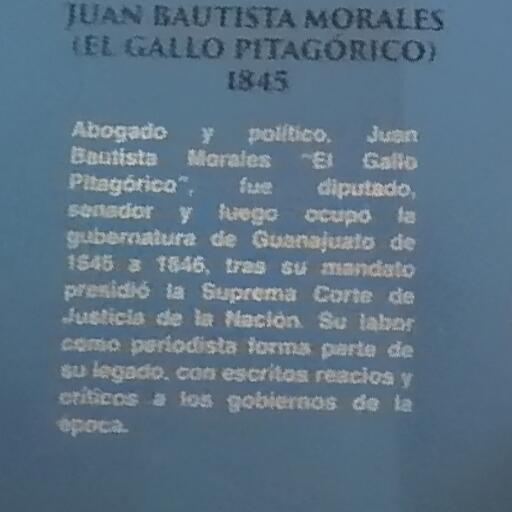 JUAN BAUTISTA MORALES
(EL GALLO PITAGÓRICO)
1845
Abogado y político, Juan
Bautista Morales "El Gallo
Pitagórico", fue diputado,
senador y luego ocupó la
gubernatura de Guanajuato de
1845 a 1846, tras su mandato
presidió la Suprema Corte de
Justicia de la Nación. Su labor
como periodista forma parte de
su legado, con escritos reacios y
críticos a los gobiernos de la
época.